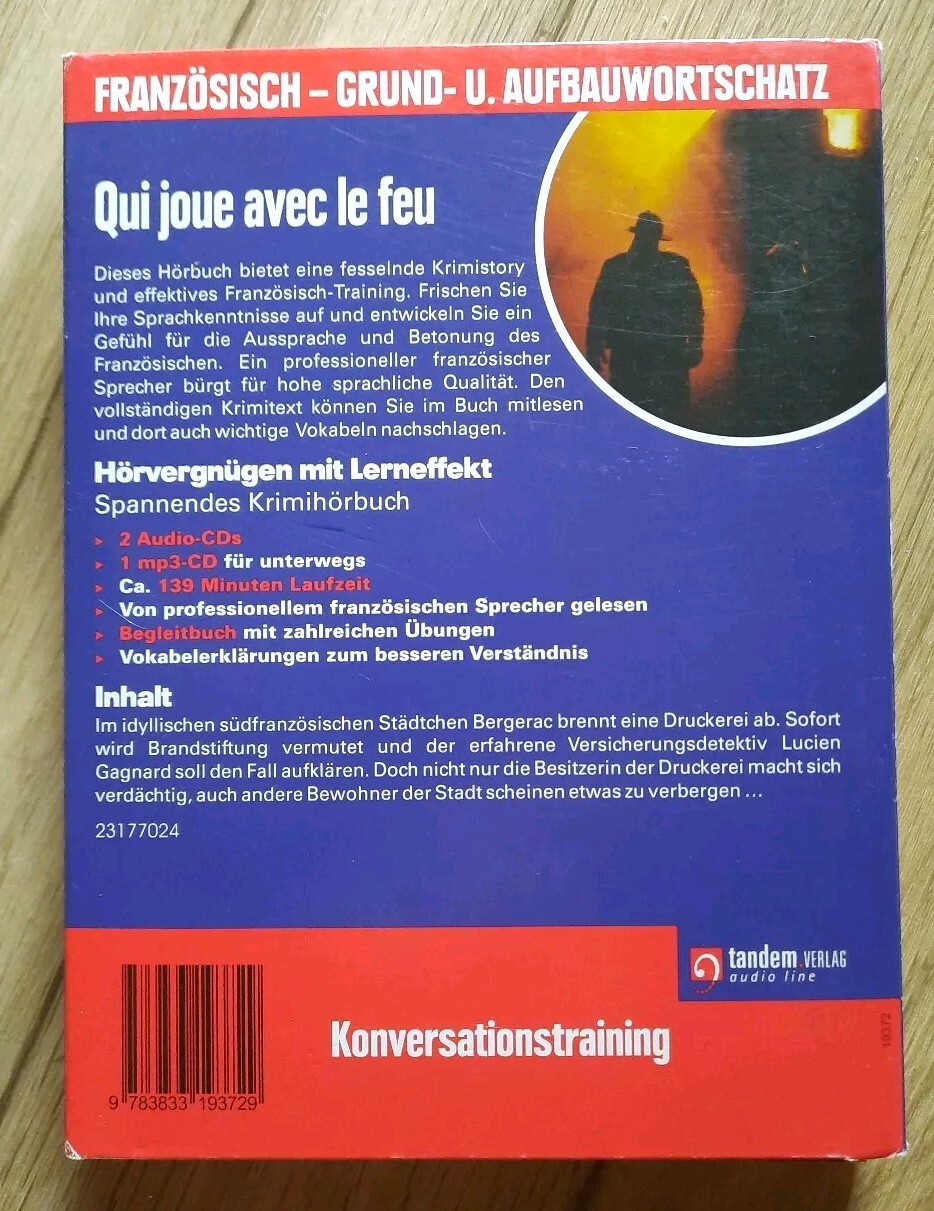 FRANZÖSISCH – GRUND- U. AUFBAUWORTSCHATZ
Qui joue avec le feu
Dieses Hörbuch bietet eine fesselnde Krimistory
und effektives Französisch-Training. Frischen Sie
Ihre Sprachkenntnisse auf und entwickeln Sie ein
Gefühl für die Aussprache und Betonung des
Französischen. Ein professioneller französischer
Sprecher bürgt für hohe sprachliche Qualität. Den
vollständigen Krimitext können Sie im Buch mitlesen
und dort auch wichtige Vokabeln nachschlagen.
Hörvergnügen mit Lerneffekt
Spannendes Krimihörbuch
▸ 2 Audio-CDs
▸ 1 mp3-CD für unterwegs
▸ Ca. 139 Minuten Laufzeit
▸ Von professionellem französischen Sprecher gelesen
▸ Begleitbuch mit zahlreichen Übungen
▸ Vokabelerklärungen zum besseren Verständnis
Inhalt
Im idyllischen südfranzösischen Städtchen Bergerac brennt eine Druckerei ab. Sofort
wird Brandstiftung vermutet und der erfahrene Versicherungsdetektiv Lucien
Gagnard soll den Fall aufklären. Doch nicht nur die Besitzerin der Druckerei macht sich
verdächtig, auch andere Bewohner der Stadt scheinen etwas zu verbergen ...
23177024
tandem.VERLAG
audio line
Konversationstraining
19372
9 783833 193729